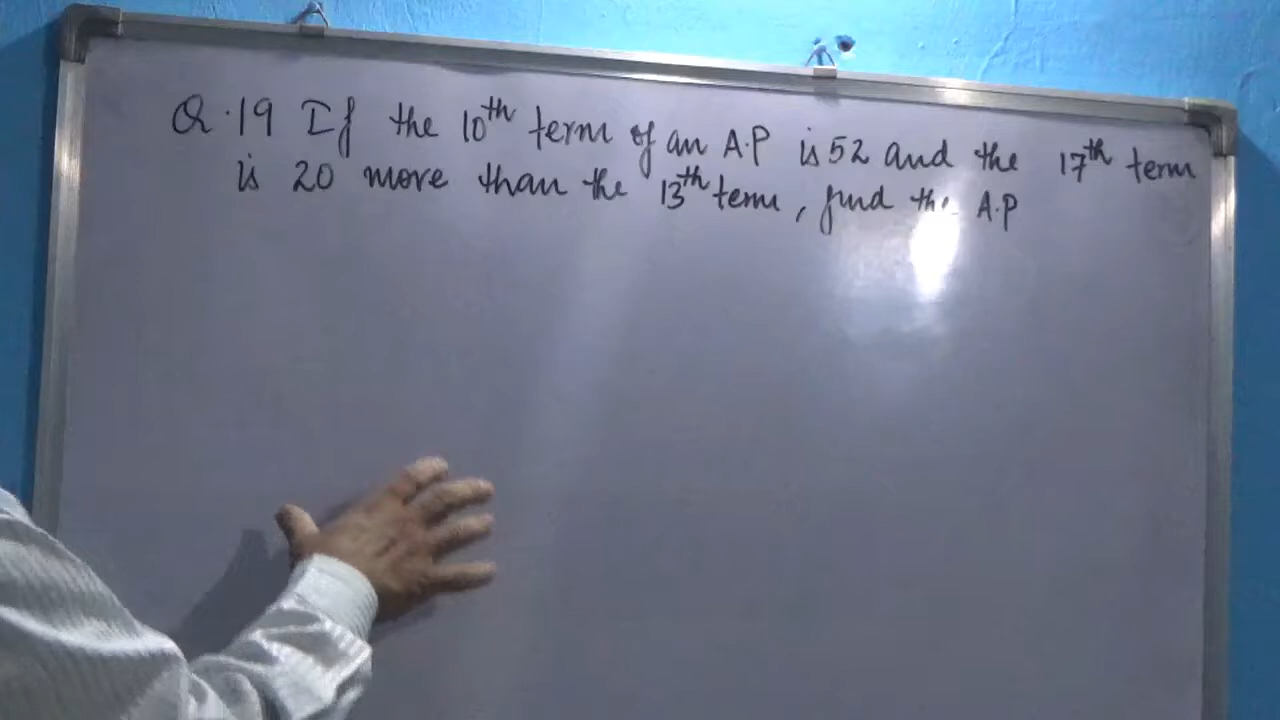 Q.19 If the 10th term of an A.P is 52 and the 17th term
is 20 more than the 13th term, find the A.P